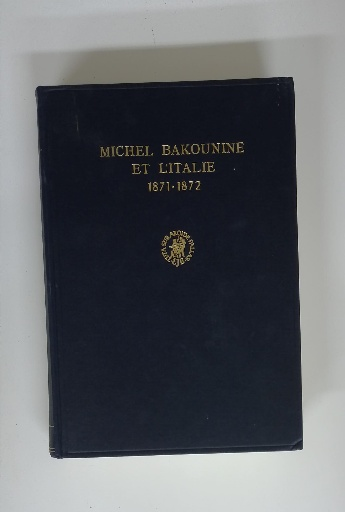 MICHEL BAKOUNINE
ET L'ITALIE
1871-1872